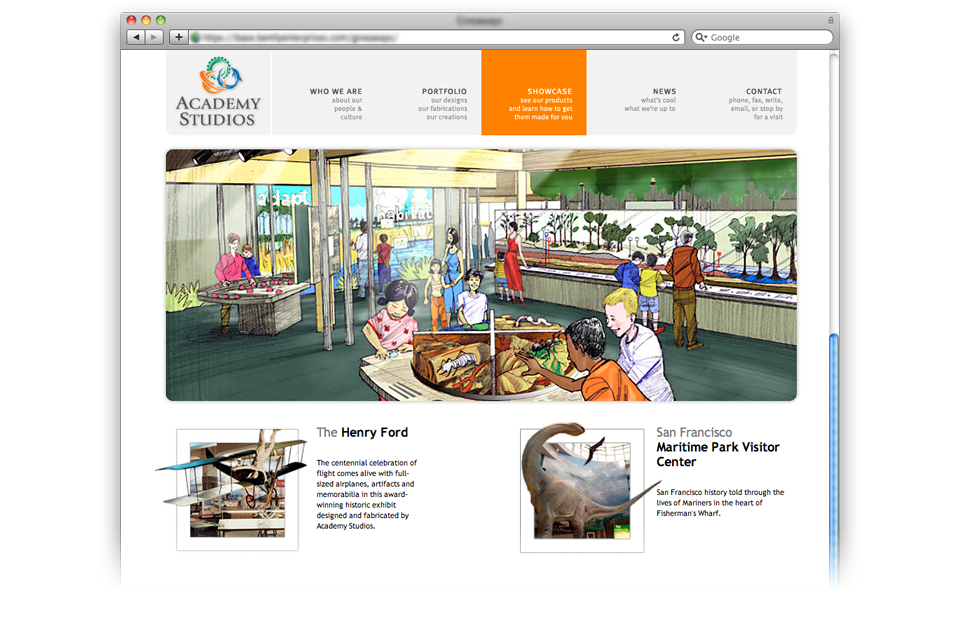 Giveaways
Google
ACADEMY
STUDIOS
WHO WE ARE
about our
people &
culture
PORTFOLIO
our designs
our fabrications
our creations
SHOWCASE
see our products
and learn how to get
them made for you
NEWS
what's cool
what we're up to
CONTACT
phone, fax, write,
email, or stop by
for a visit
adapt
habitat
The Henry Ford
The centennial celebration of
flight comes alive with full-
sized airplanes, artifacts and
memorabilia in this award-
winning historic exhibit
designed and fabricated by
Academy Studios.
San Francisco
Maritime Park Visitor
Center
San Francisco history told through the
lives of Mariners in the heart of
Fisherman's Wharf.